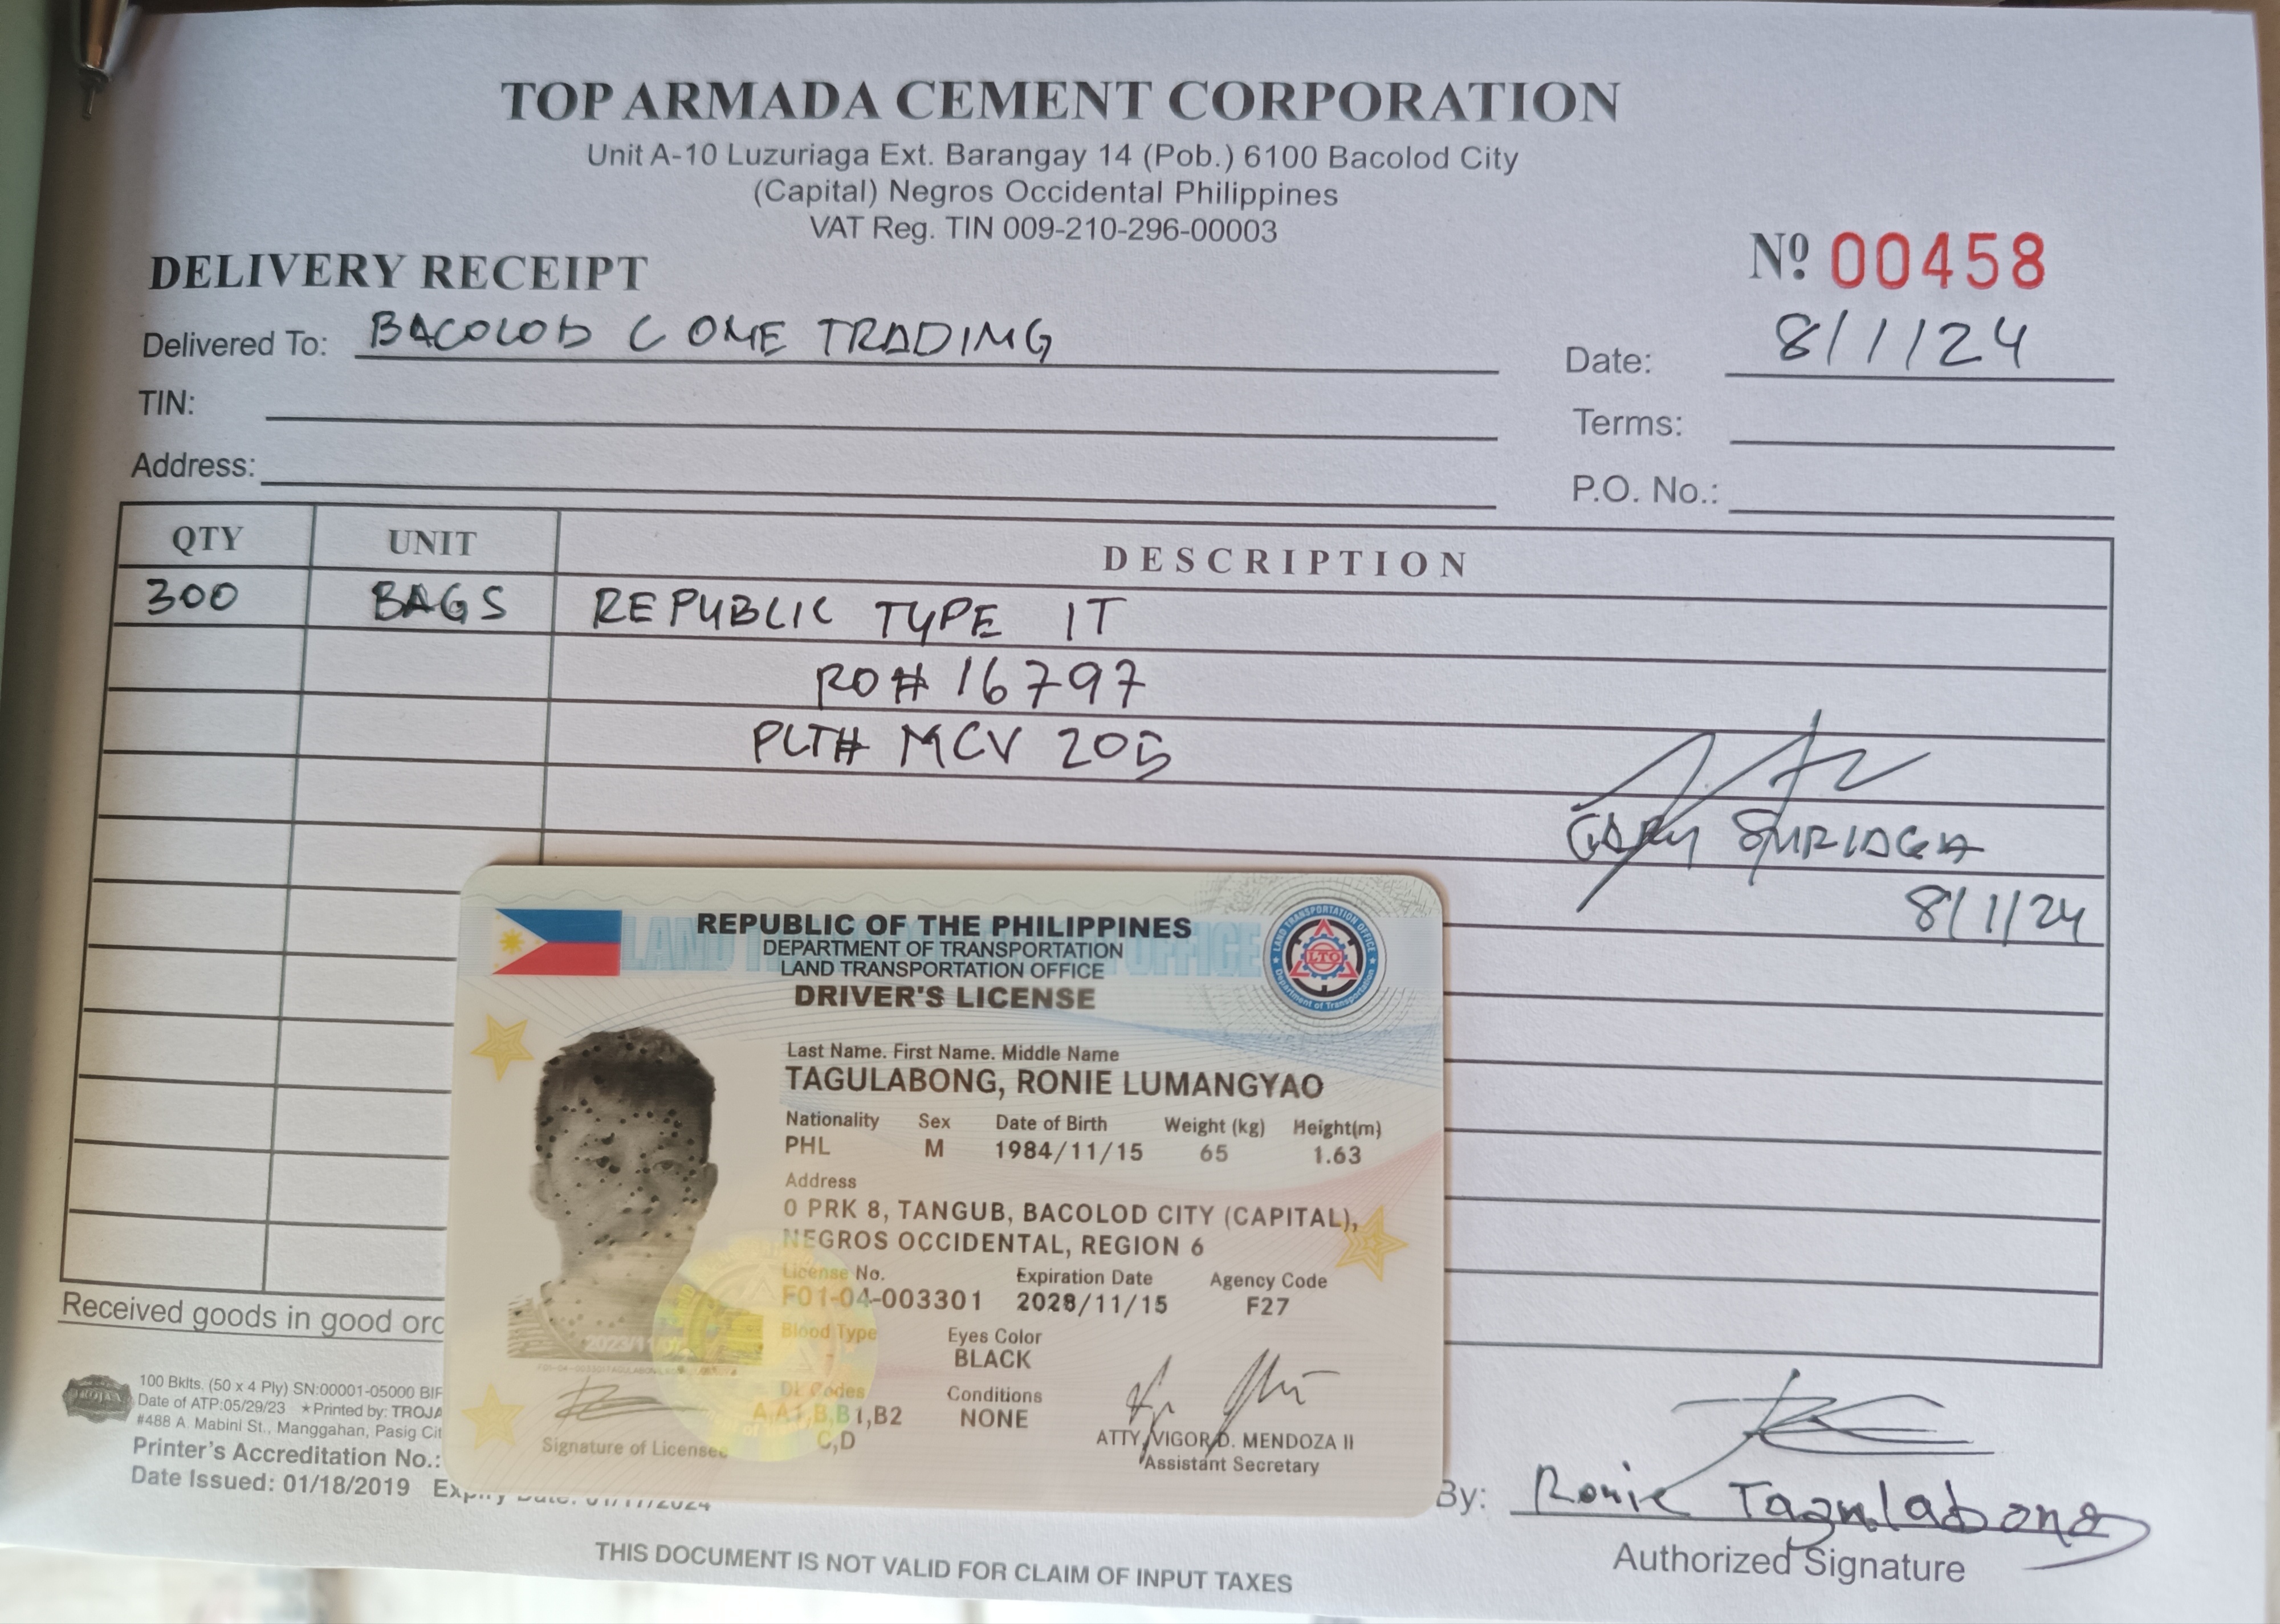 TOP ARMADA CEMENT CORPORATION
Unit A-10 Luzuriaga Ext. Barangay 14 (Pob.) 6100 Bacolod City
(Capital) Negros Occidental Philippines
VAT Reg. TIN 009-210-296-00003
DELIVERY RECEIPT
Nº 00458
Delivered To: BACOLOD COME TRADING
Date: 8/1/24
TIN:
Terms:
Address:
P.O. No.:
QTY UNIT DESCRIPTION
300 BAGS REPUBLIC TYPE 1T
RO# 16797
PLT# MCV 205
GARY SURIAGA
8/1/24
REPUBLIC OF THE PHILIPPINES
DEPARTMENT OF TRANSPORTATION
LAND TRANSPORTATION OFFICE
DRIVER'S LICENSE
Last Name. First Name. Middle Name
TAGULABONG, RONIE LUMANGYAO
Nationality Sex Date of Birth Weight (kg) Height(m)
PHL M 1984/11/15 65 1.63
Address
0 PRK 8, TANGUB, BACOLOD CITY (CAPITAL),
NEGROS OCCIDENTAL, REGION 6
License No. Expiration Date Agency Code
F01-04-003301 2028/11/15 F27
Blood Type Eyes Color
- BLACK
DL Codes Conditions
A,A1,B,B1,B2 NONE
C,D
Signature of Licensee
ATTY. VIGOR D. MENDOZA II
Assistant Secretary
Received goods in good
100 Bklts. (50 x 4 Ply) SN:00001-05000
Date of ATP:05/29/23 ★Printed by: TROJA
#488 A. Mabini St., Manggahan, Pasig
Printer's Accreditation No.:
Date Issued: 01/18/2019
By: Ronie Tagulabong
Authorized Signature
THIS DOCUMENT IS NOT VALID FOR CLAIM OF INPUT TAXES